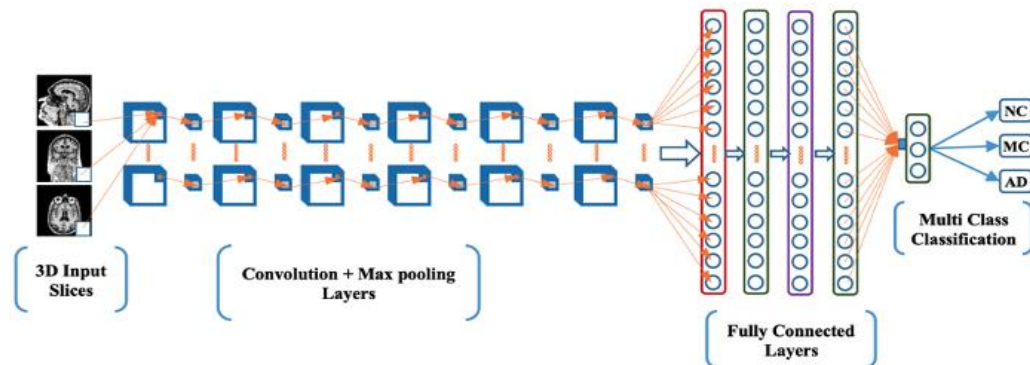 NC
MC
AD
Multi Class
Classification
3D Input
Slices
Convolution + Max pooling
Layers
Fully Connected
Layers